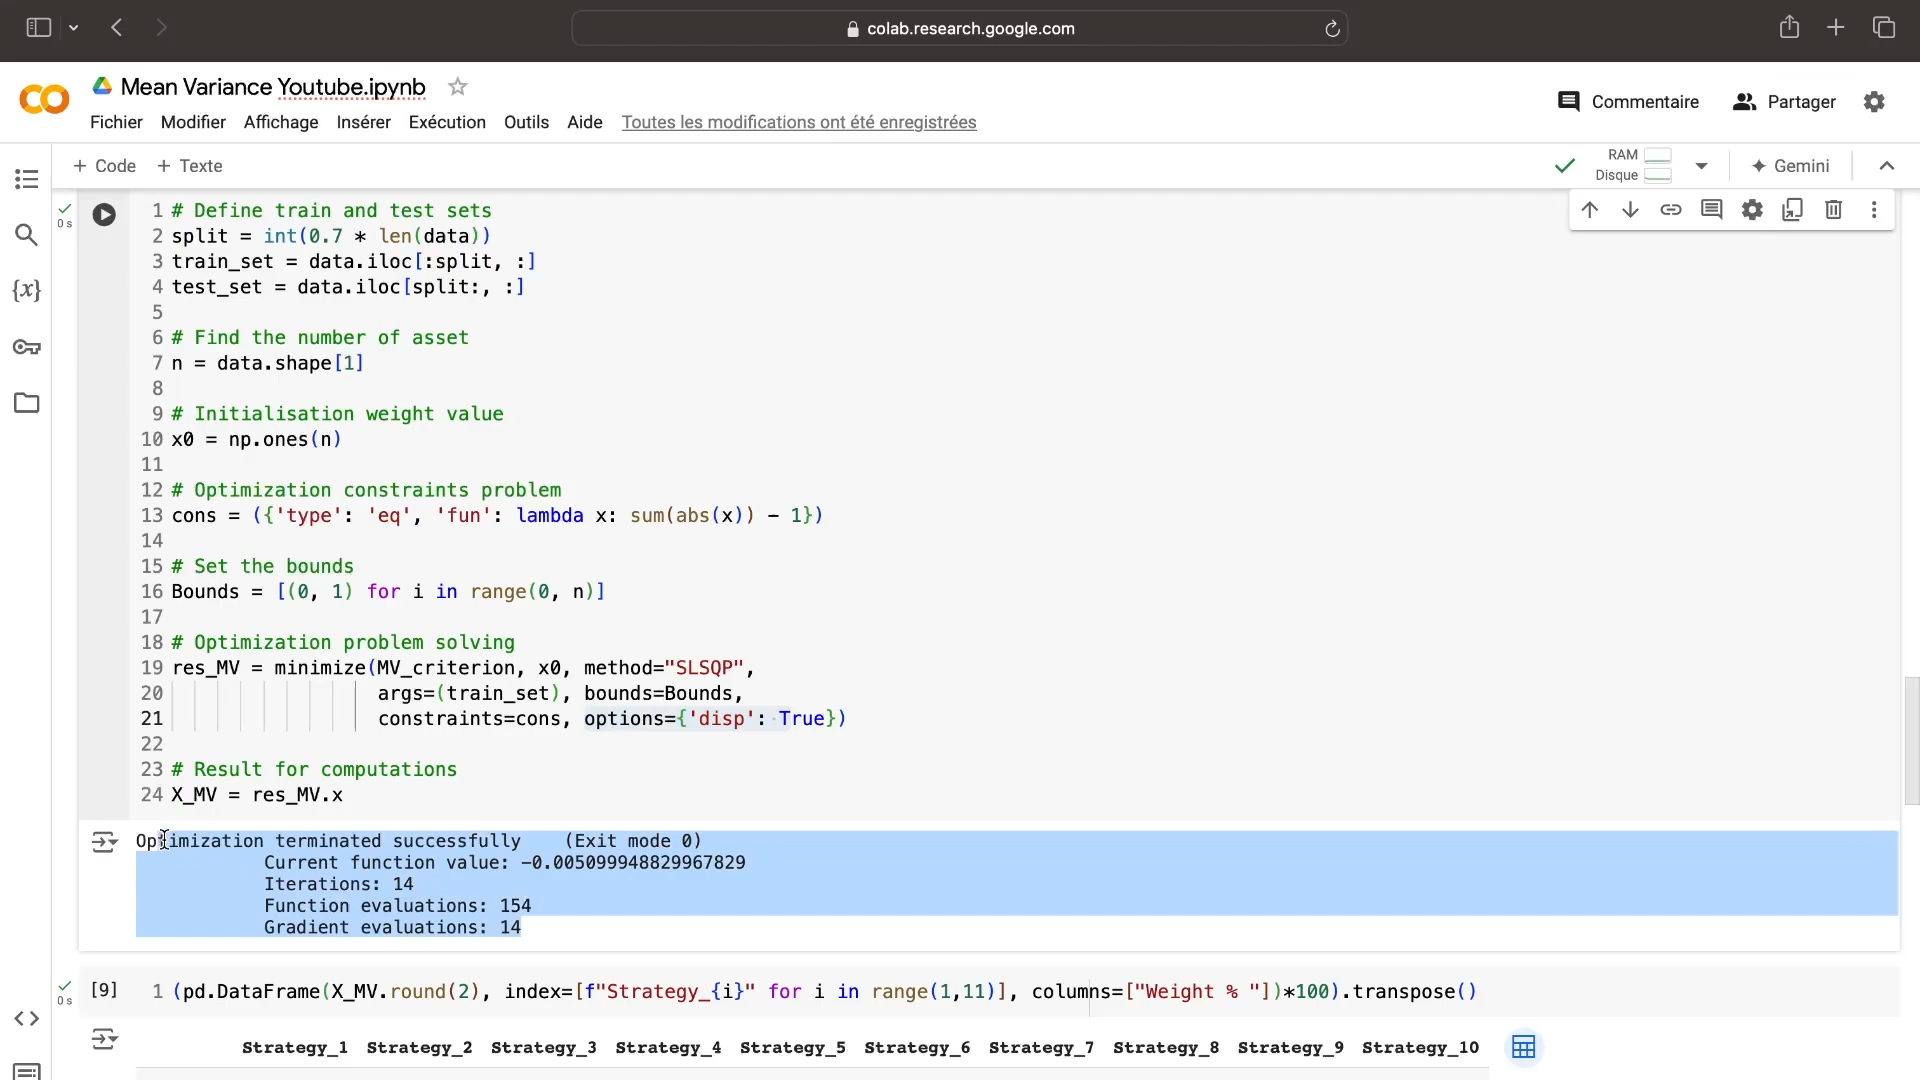 colab.research.google.com
Mean Variance Youtube.ipynb
Commentaire
Partager
Fichier Modifier Affichage Insérer Exécution Outils Aide Toutes les modifications ont été enregistrées
+ Code + Texte
RAM
Disque
Gemini
0 s
1 # Define train and test sets
2 split = int(0.7 * len(data))
3 train_set = data.iloc[:split, :]
4 test_set = data.iloc[split:, :]
5
6 # Find the number of asset
7 n = data.shape[1]
8
9 # Initialisation weight value
10 x0 = np.ones(n)
11
12 # Optimization constraints problem
13 cons = ({'type': 'eq', 'fun': lambda x: sum(abs(x)) - 1})
14
15 # Set the bounds
16 Bounds = [(0, 1) for i in range(0, n)]
17
18 # Optimization problem solving
19 res_MV = minimize(MV_criterion, x0, method="SLSQP",
20 args=(train_set), bounds=Bounds,
21 constraints=cons, options={'disp': True})
22
23 # Result for computations
24 X_MV = res_MV.x
Optimization terminated successfully (Exit mode 0)
Current function value: -0.005099948829967829
Iterations: 14
Function evaluations: 154
Gradient evaluations: 14
0 s
[9] 1 (pd.DataFrame(X_MV.round(2), index=[f"Strategy_{i}" for i in range(1,11)], columns=["Weight % "])*100).transpose()
Strategy_1 Strategy_2 Strategy_3 Strategy_4 Strategy_5 Strategy_6 Strategy_7 Strategy_8 Strategy_9 Strategy_10